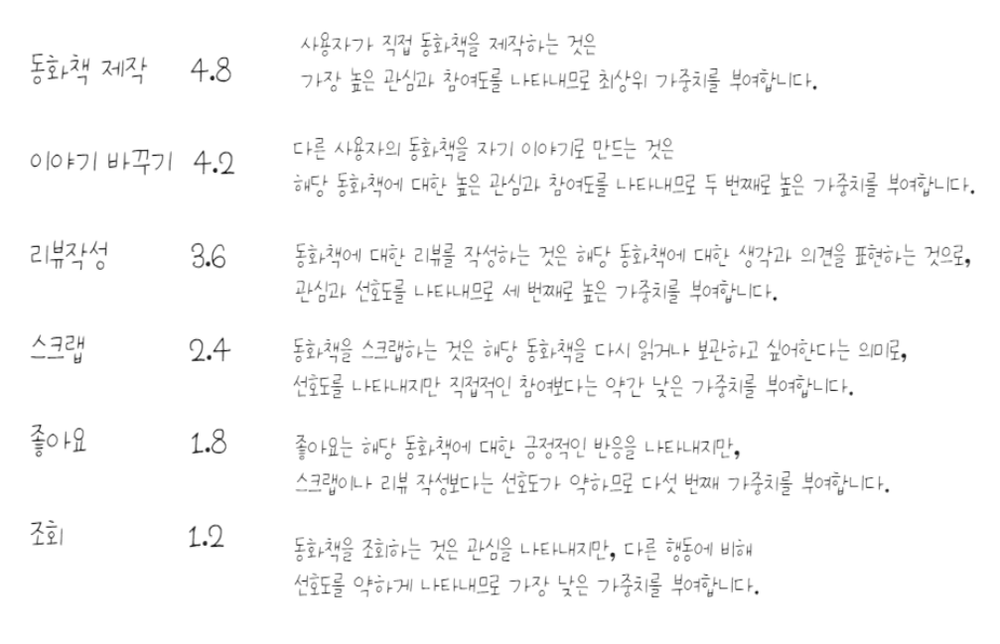 동화책 제작 4.8
사용자가 직접 동화책을 제작하는 것은
가장 높은 관심과 참여도를 나타내므로 최상위 가중치를 부여합니다.
이야기 바꾸기 4.2
다른 사용자의 동화책을 자기 이야기로 만드는 것은
해당 동화책에 대한 높은 관심과 참여도를 나타내므로 두 번째로 높은 가중치를 부여합니다.
리뷰작성 3.6
동화책에 대한 리뷰를 작성하는 것은 해당 동화책에 대한 생각과 의견을 표현하는 것으로,
관심과 선호도를 나타내므로 세 번째로 높은 가중치를 부여합니다.
스크랩 2.4
동화책을 스크랩하는 것은 해당 동화책을 다시 읽거나 보관하고 싶어한다는 의미로,
선호도를 나타내지만 직접적인 참여보다는 약간 낮은 가중치를 부여합니다.
좋아요 1.8
좋아요는 해당 동화책에 대한 긍정적인 반응을 나타내지만,
스크랩이나 리뷰 작성보다는 선호도가 약하므로 다섯 번째 가중치를 부여합니다.
조회 1.2
동화책을 조회하는 것은 관심을 나타내지만, 다른 행동에 비해
선호도를 약하게 나타내므로 가장 낮은 가중치를 부여합니다.